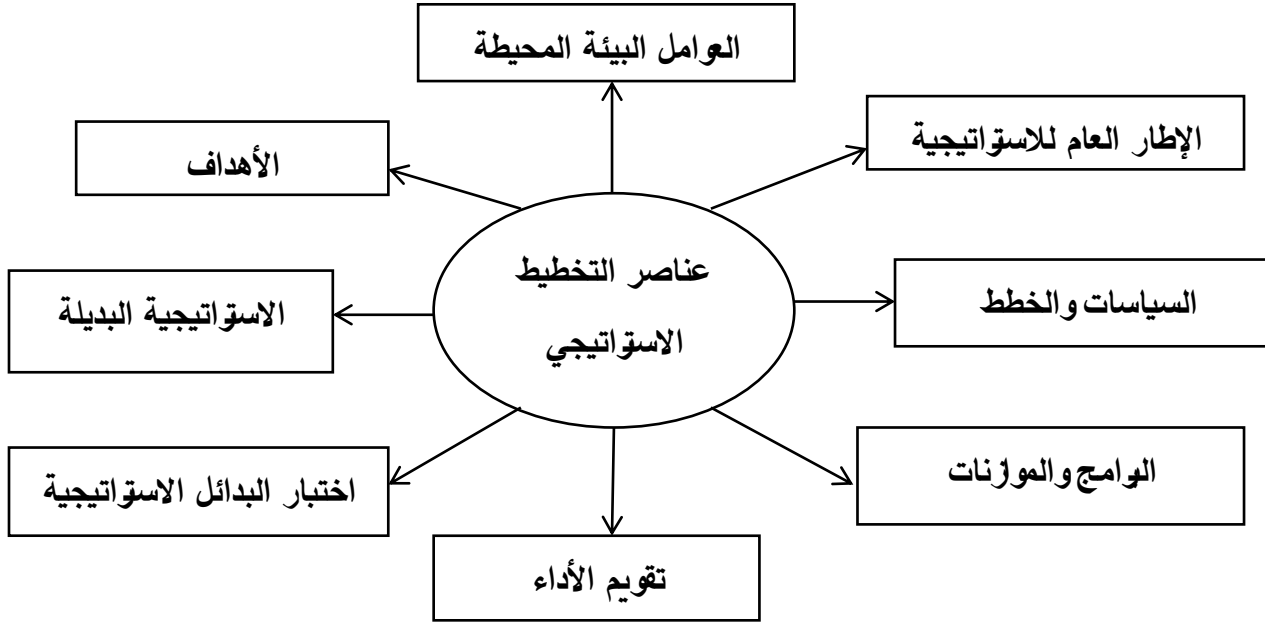 العوامل البيئة المحيطة
الإطار العام للاستراتيجية
الأهداف
عناصر التخطيط
الاستراتيجي
السياسات والخطط
الاستراتيجية البديلة
البرامج والموازنات
اختبار البدائل الاستراتيجية
تقويم الأداء